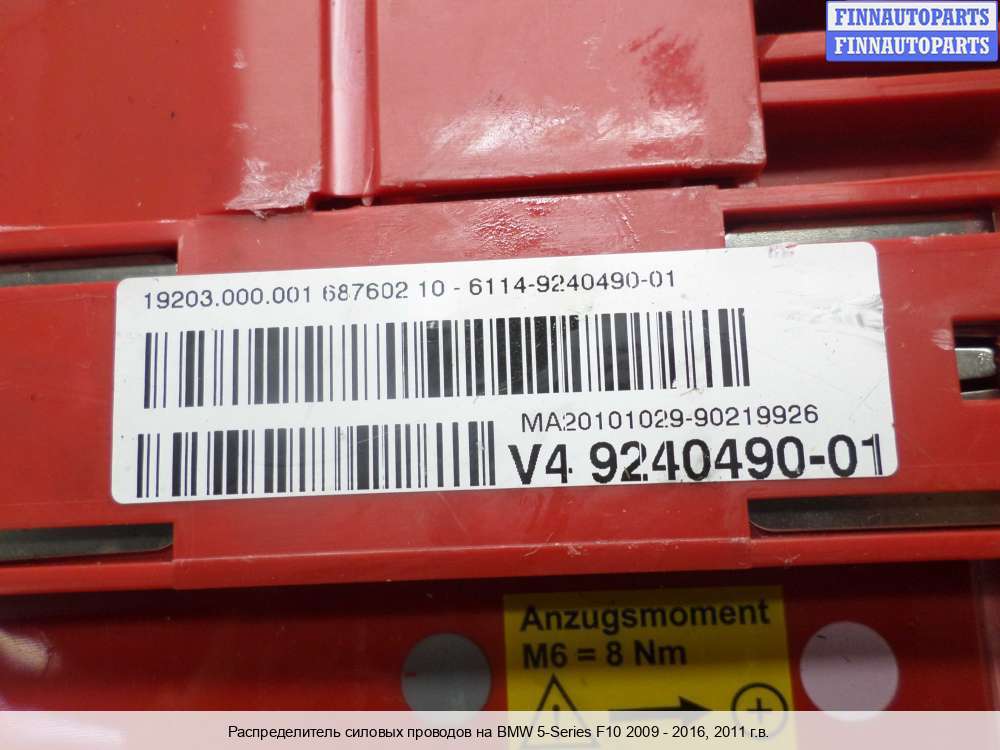 FINNAUTOPARTS
FINNAUTOPARTS
19203.000.001 687602 10 - 6114-9240490-01
MA20101029-90219926
V4 9240490-01
Anzugsmoment
M6 = 8 Nm
Распределитель силовых проводов на BMW 5-Series F10 2009 - 2016, 2011 г.в.